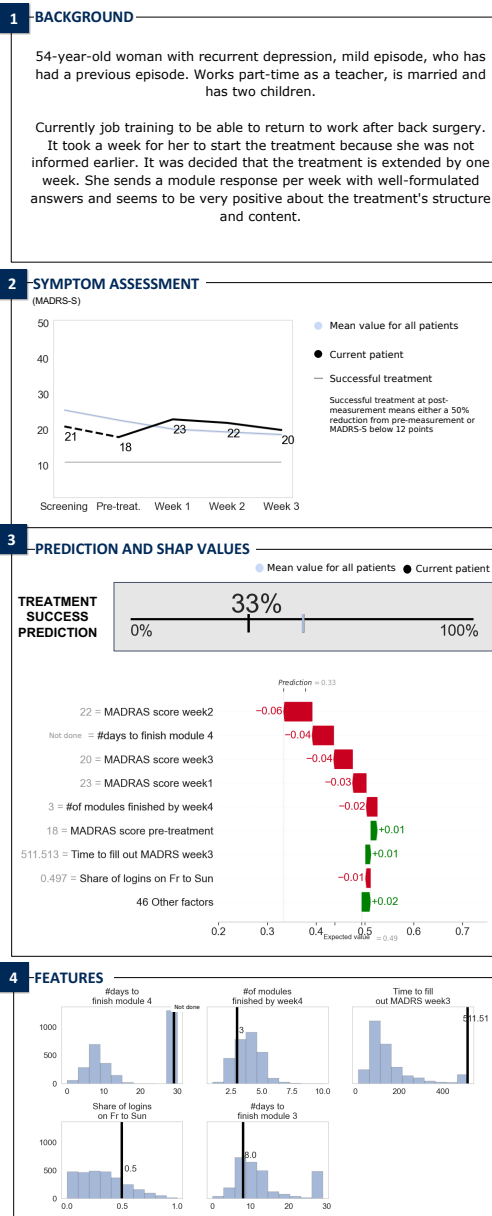 1 BACKGROUND
54-year-old woman with recurrent depression, mild episode, who has
had a previous episode. Works part-time as a teacher, is married and
has two children.
Currently job training to be able to return to work after back surgery.
It took a week for her to start the treatment because she was not
informed earlier. It was decided that the treatment is extended by one
week. She sends a module response per week with well-formulated
answers and seems to be very positive about the treatment's structure
and content.
2 SYMPTOM ASSESSMENT
(MADRS-S)
50
40
30
20
10
21
18
23
22
20
Screening Pre-treat. Week 1 Week 2 Week 3
Mean value for all patients
Current patient
Successful treatment
Successful treatment at post-
measurement means either a 50%
reduction from pre-measurement or
MADRS-S below 12 points
3 PREDICTION AND SHAP VALUES
Mean value for all patients Current patient
TREATMENT
SUCCESS
PREDICTION
33%
0% 100%
Prediction = 0.33
22 = MADRAS score week2 −0.06
Not done = #days to finish module 4 −0.04
20 = MADRAS score week3 −0.04
23 = MADRAS score week1 −0.03
3 = #of modules finished by week4 −0.02
18 = MADRAS score pre-treatment +0.01
511.513 = Time to fill out MADRS week3 +0.01
0.497 = Share of logins on Fr to Sun −0.01
46 Other factors +0.02
0.2 0.3 0.4 0.5 0.6 0.7
Expected value = 0.49
4 FEATURES
#days to
finish module 4
Not done
1000
500
0
0 10 20 30
#of modules
finished by week4
3
2.5 5.0 7.5 10.0
Time to fill
out MADRS week3
511.51
0 200 400
Share of logins
on Fr to Sun
1000
500
0
0.5
0.0 0.5 1.0
#days to
finish module 3
8.0
0 10 20 30